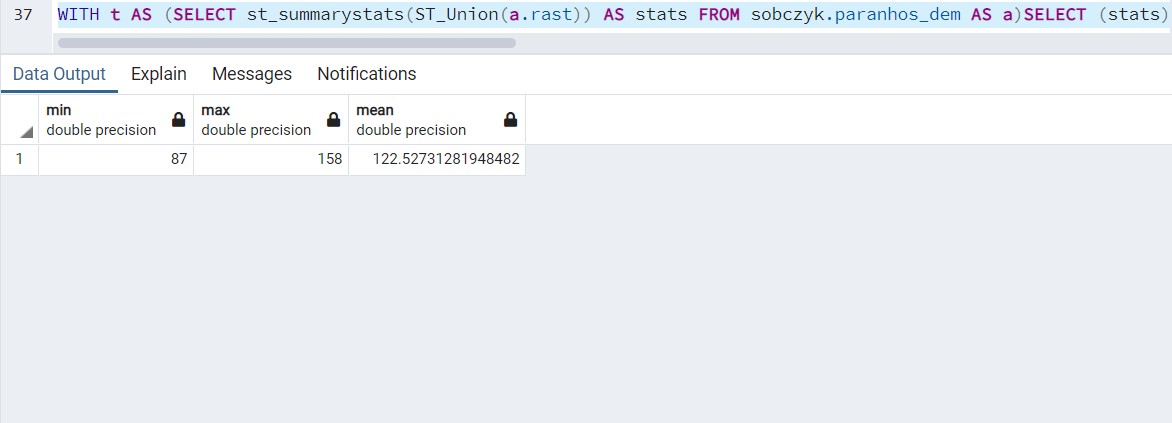 37 WITH t AS (SELECT st_summarystats(ST_Union(a.rast)) AS stats FROM sobczyk.paranhos_dem AS a)SELECT (stats)
Data Output Explain Messages Notifications
min max mean
double precision double precision double precision
1 87 158 122.52731281948482